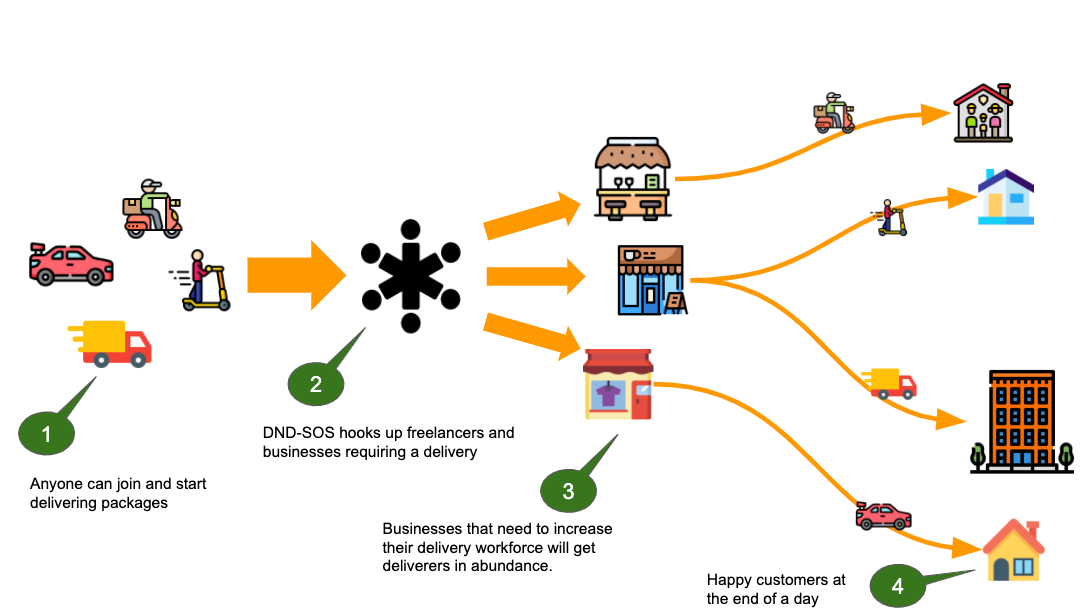 1
Anyone can join and start
delivering packages
2
DND-SOS hooks up freelancers and
businesses requiring a delivery
3
Businesses that need to increase
their delivery workforce will get
deliverers in abundance.
4
Happy customers at
the end of a day